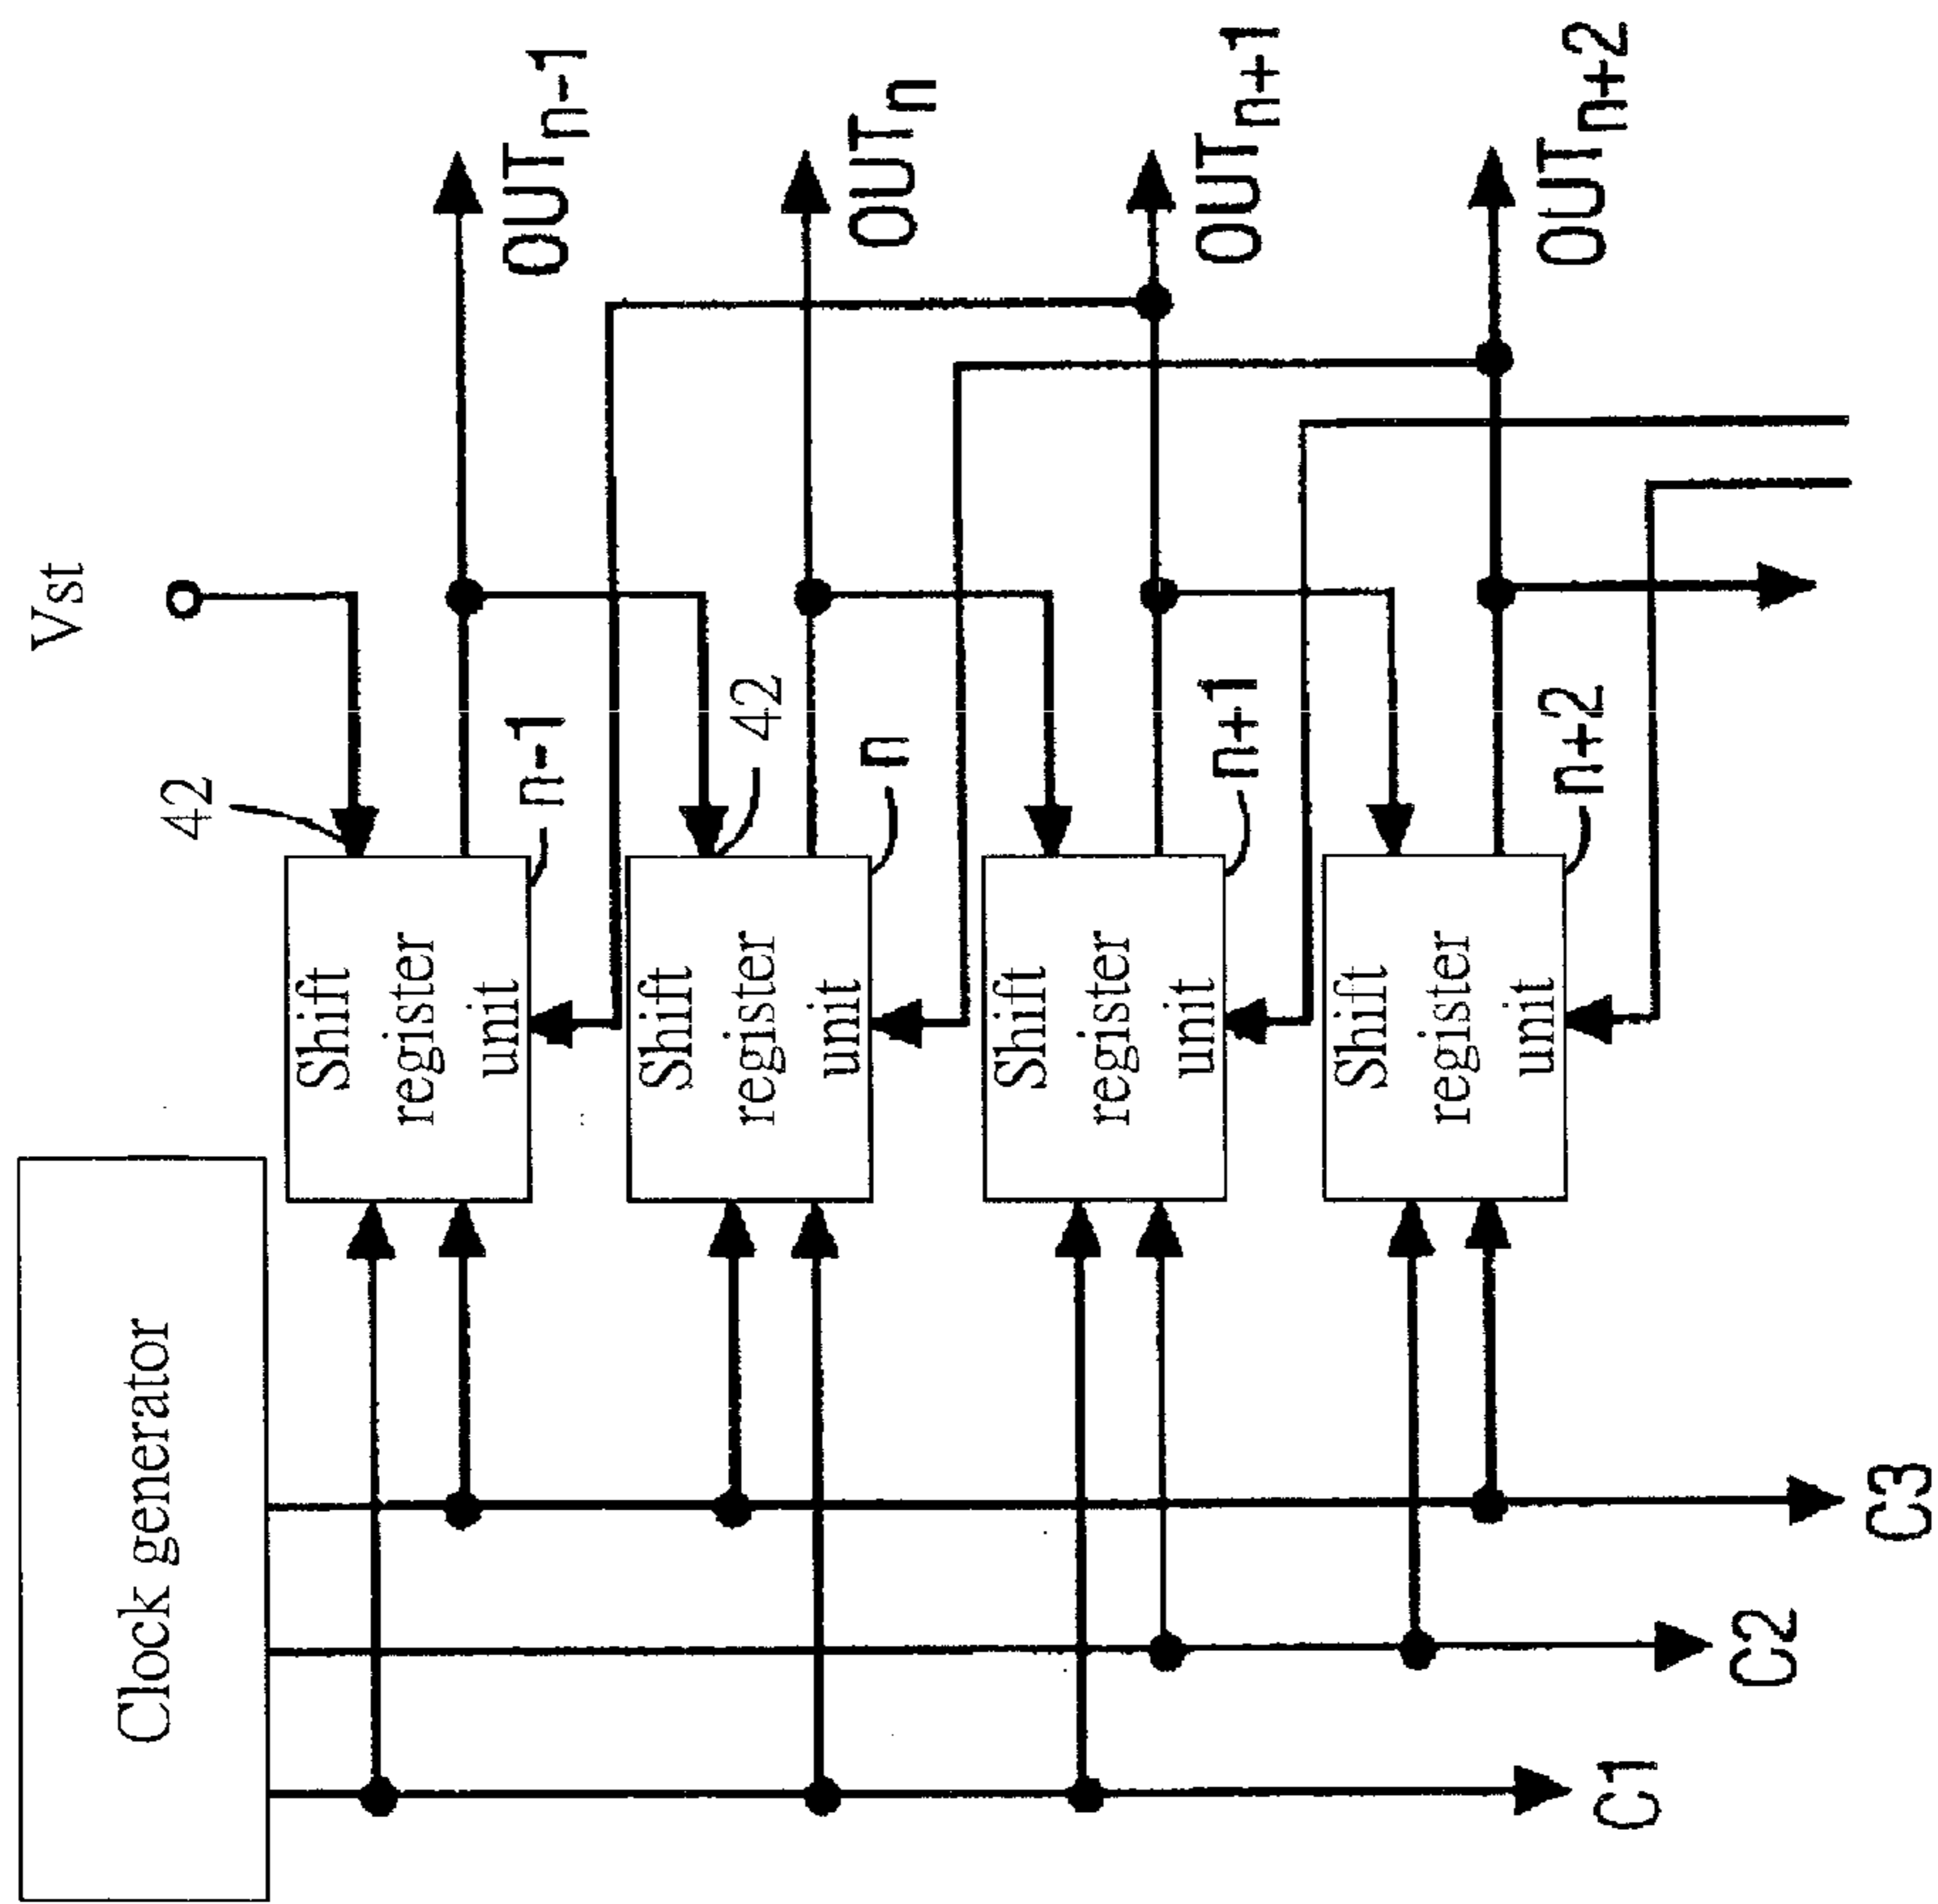 Clock generator
C1
C2
C3
Shift
register
unit
n-1
42
Vst
OUTn-1
Shift
register
unit
n
42
OUTn
Shift
register
unit
n+1
OUTn+1
Shift
register
unit
n+2
OUTn+2